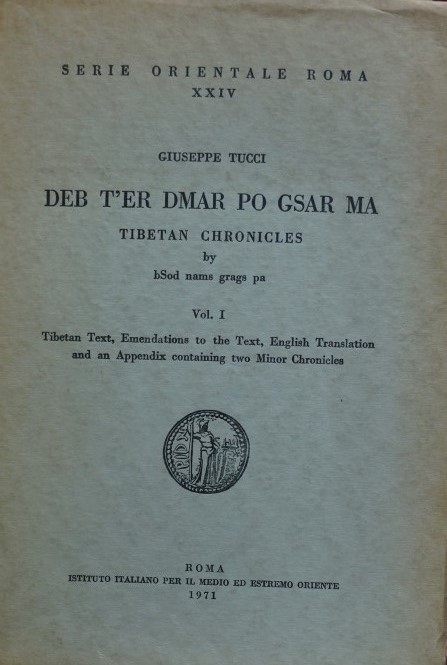 SERIE ORIENTALE ROMA
XXIV
GIUSEPPE TUCCI
DEB T'ER DMAR PO GSAR MA
TIBETAN CHRONICLES
by
bSod nams grags pa
Vol. I
Tibetan Text, Emendations to the Text, English Translation
and an Appendix containing two Minor Chronicles
ROMA
ISTITUTO ITALIANO PER IL MEDIO ED ESTREMO ORIENTE
1971